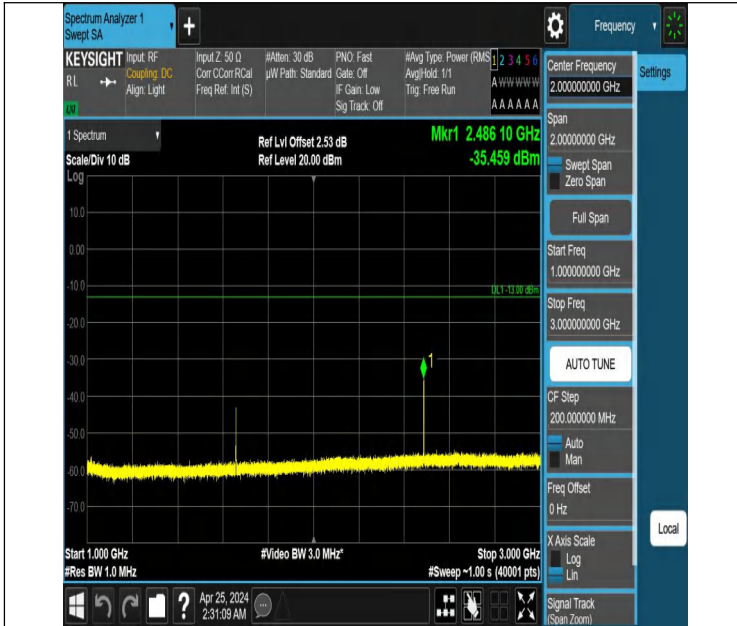 Spectrum Analyzer 1
Swept SA
+
Frequency
KEYSIGHT
RL
Input: RF
Coupling: DC
Align: Light
Input Z: 50 Ω
Corr CCorr RCal
Freq Ref: Int (S)
#Atten: 30 dB
µW Path: Standard
PNO: Fast
Gate: Off
IF Gain: Low
Sig Track: Off
#Avg Type: Power (RMS
Avg|Hold: 1/1
Trig: Free Run
1 2 3 4 5 6
A W W W W W
A A A A A A
1 Spectrum
Scale/Div 10 dB
Log
Ref Lvl Offset 2.53 dB
Ref Level 20.00 dBm
Mkr1 2.486 10 GHz
-35.459 dBm
10.0
0.00
-10.0
DL1 -13.00 dBm
-20.0
-30.0
1
-40.0
-50.0
-60.0
-70.0
Start 1.000 GHz
#Res BW 1.0 MHz
#Video BW 3.0 MHz*
Stop 3.000 GHz
#Sweep ~1.00 s (40001 pts)
?
Apr 25, 2024
2:31:09 AM
Center Frequency
2.000000000 GHz
Settings
Span
2.00000000 GHz
Swept Span
Zero Span
Full Span
Start Freq
1.000000000 GHz
Stop Freq
3.000000000 GHz
AUTO TUNE
CF Step
200.000000 MHz
Auto
Man
Freq Offset
0 Hz
X Axis Scale
Log
Lin
Local
Signal Track
(Span Zoom)